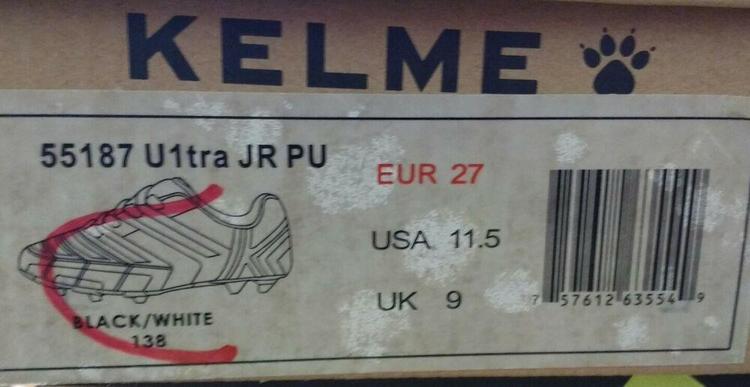 KELME
55187 U1tra JR PU
EUR 27
USA 11.5
UK 9
BLACK/WHITE
138
7 57612 63554 9